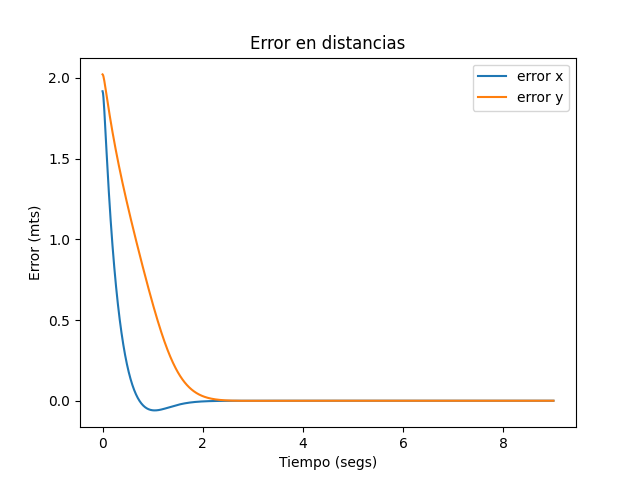 Error en distancias
error x
error y
2.0
1.5
1.0
0.5
0.0
Error (mts)
0 2 4 6 8
Tiempo (segs)